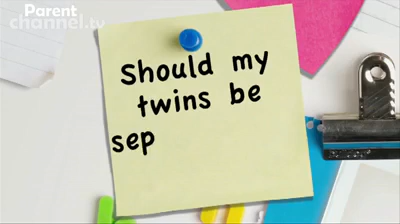 Parent
channel.tv
Should my
twins be
sep